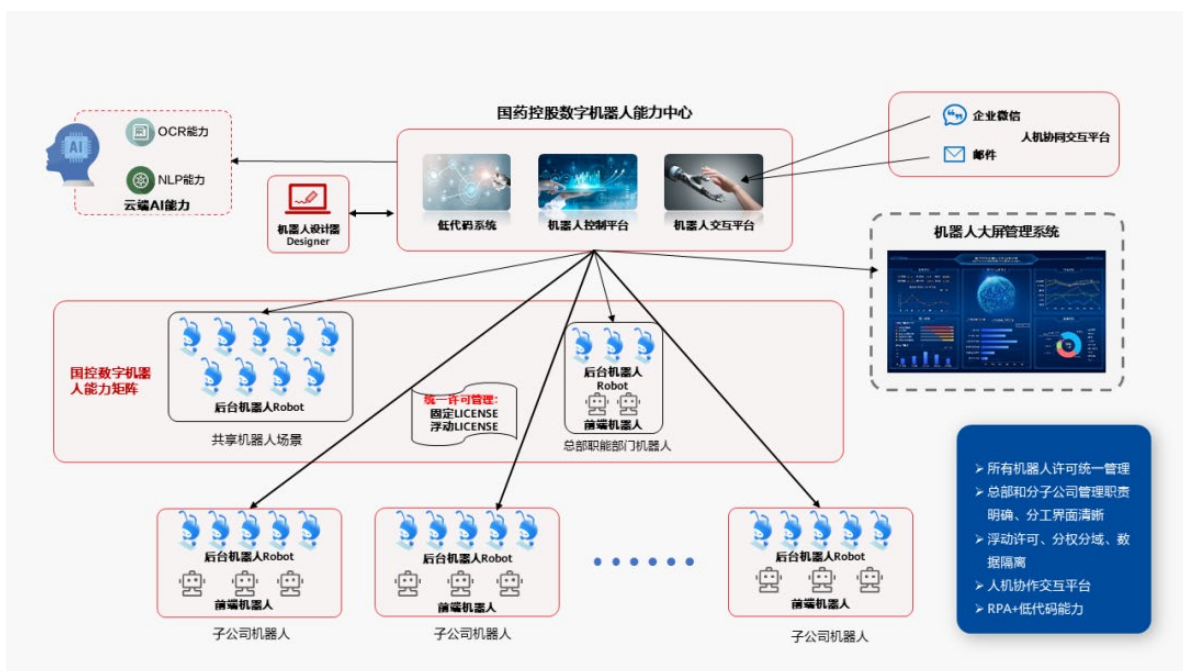 国药控股数字机器人能力中心
OCR能力
NLP能力
云端AI能力
机器人设计器
Designer
低代码系统
机器人控制平台
机器人交互平台
企业微信
邮件
人机协同交互平台
机器人大屏管理系统
国控数字机器
人能力矩阵
后台机器人Robot
共享机器人场景
统一许可管理:
固定LICENSE
浮动LICENSE
后台机器人
Robot
前端机器人
总部职能部门机器人
后台机器人Robot
前端机器人
子公司机器人
后台机器人Robot
前端机器人
子公司机器人
后台机器人Robot
前端机器人
子公司机器人
➢ 所有机器人许可统一管理
➢ 总部和分子公司管理职责
明确、分工界面清晰
➢ 浮动许可、分权分域、数
据隔离
➢ 人机协作交互平台
➢ RPA+低代码能力
AI